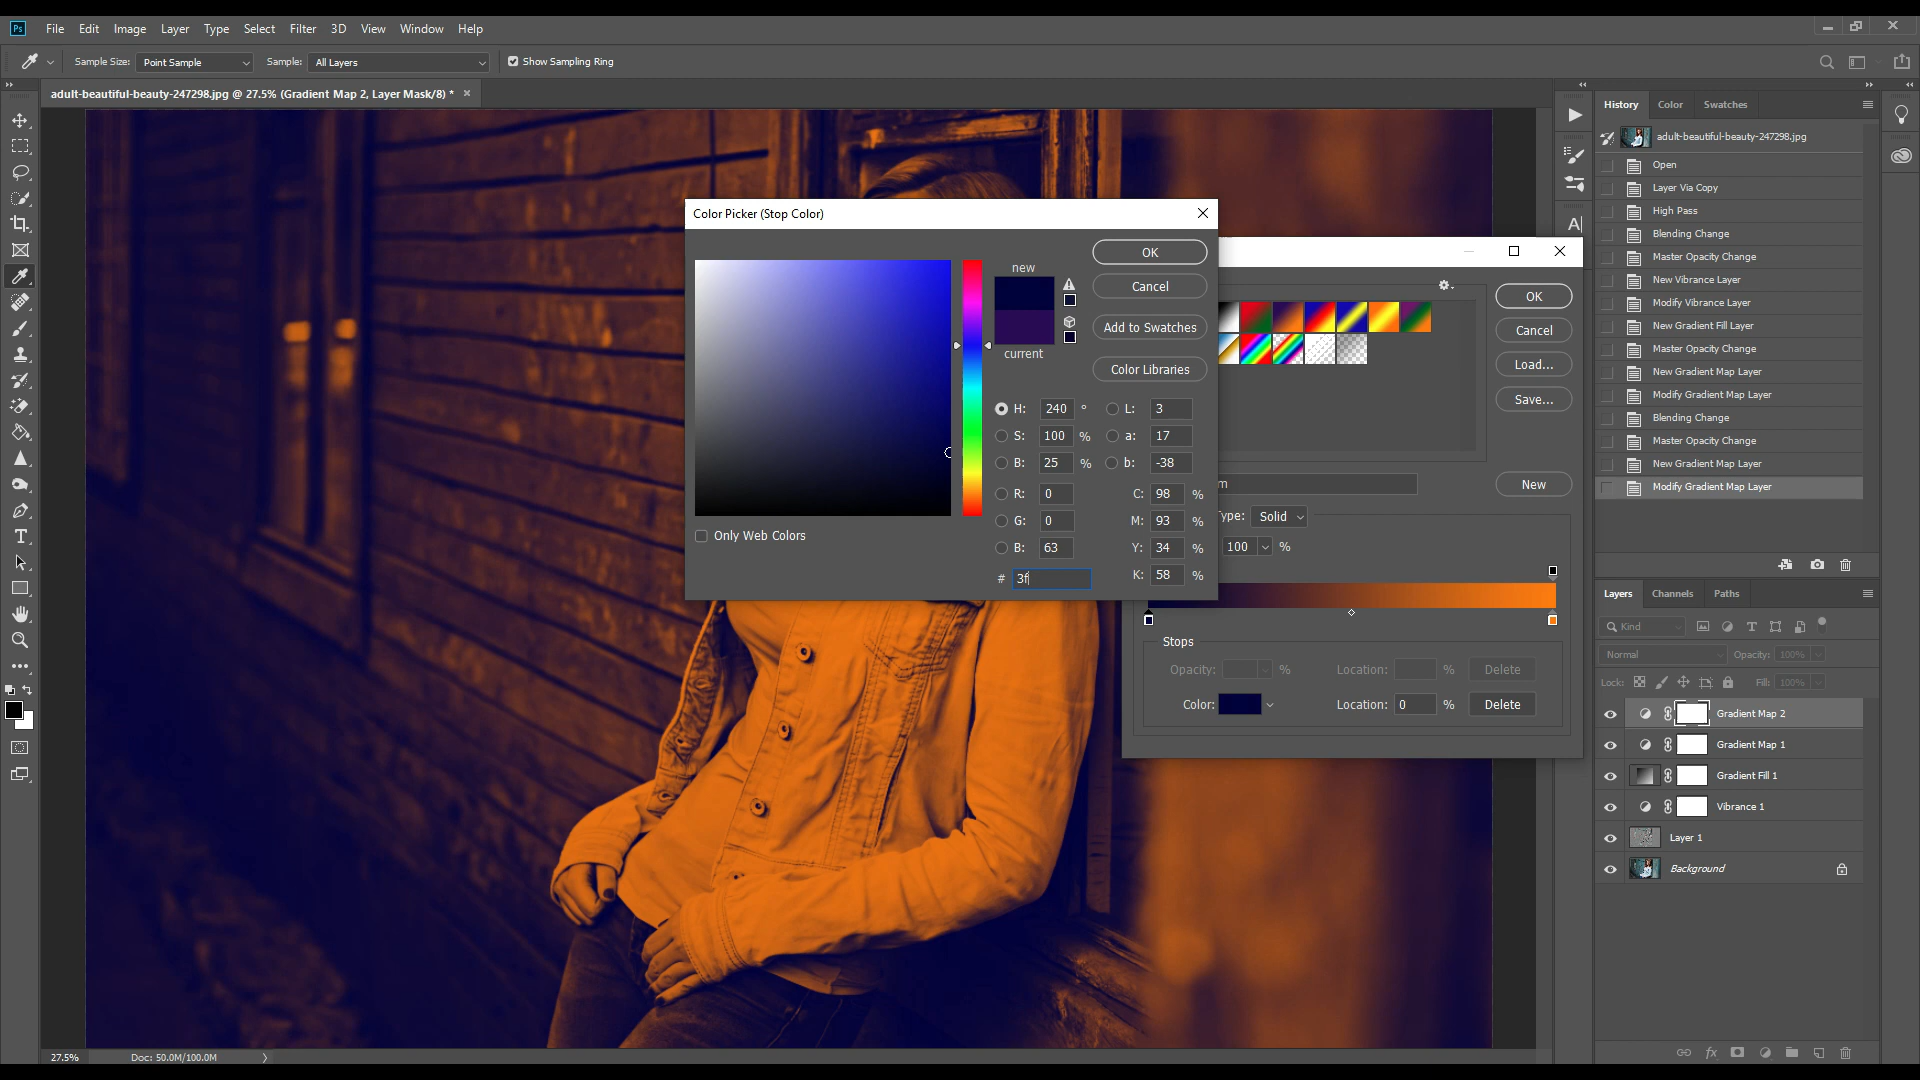 Ps File Edit Image Layer Type Select Filter 3D View Window Help
Sample Size: Point Sample Sample: All Layers Show Sampling Ring
adult-beautiful-beauty-247298.jpg @ 27.5% (Gradient Map 2, Layer Mask/8) * ×
Color Picker (Stop Color)
new
current
OK
Cancel
Add to Swatches
Color Libraries
H: 240 ° L: 3
S: 100 % a: 17
B: 25 % b: -38
R: 0 C: 98 %
G: 0 M: 93 %
B: 63 Y: 34 %
# 3f K: 58 %
Only Web Colors
OK
Cancel
Load...
Save...
m
New
Type: Solid
100 %
Stops
Opacity: % Location: % Delete
Color: Location: 0 % Delete
History Color Swatches
adult-beautiful-beauty-247298.jpg
Open
Layer Via Copy
High Pass
Blending Change
Master Opacity Change
New Vibrance Layer
Modify Vibrance Layer
New Gradient Fill Layer
Master Opacity Change
New Gradient Map Layer
Modify Gradient Map Layer
Blending Change
Master Opacity Change
New Gradient Map Layer
Modify Gradient Map Layer
Layers Channels Paths
Kind
Normal Opacity: 100%
Lock: Fill: 100%
Gradient Map 2
Gradient Map 1
Gradient Fill 1
Vibrance 1
Layer 1
Background
27.5% Doc: 50.0M/100.0M